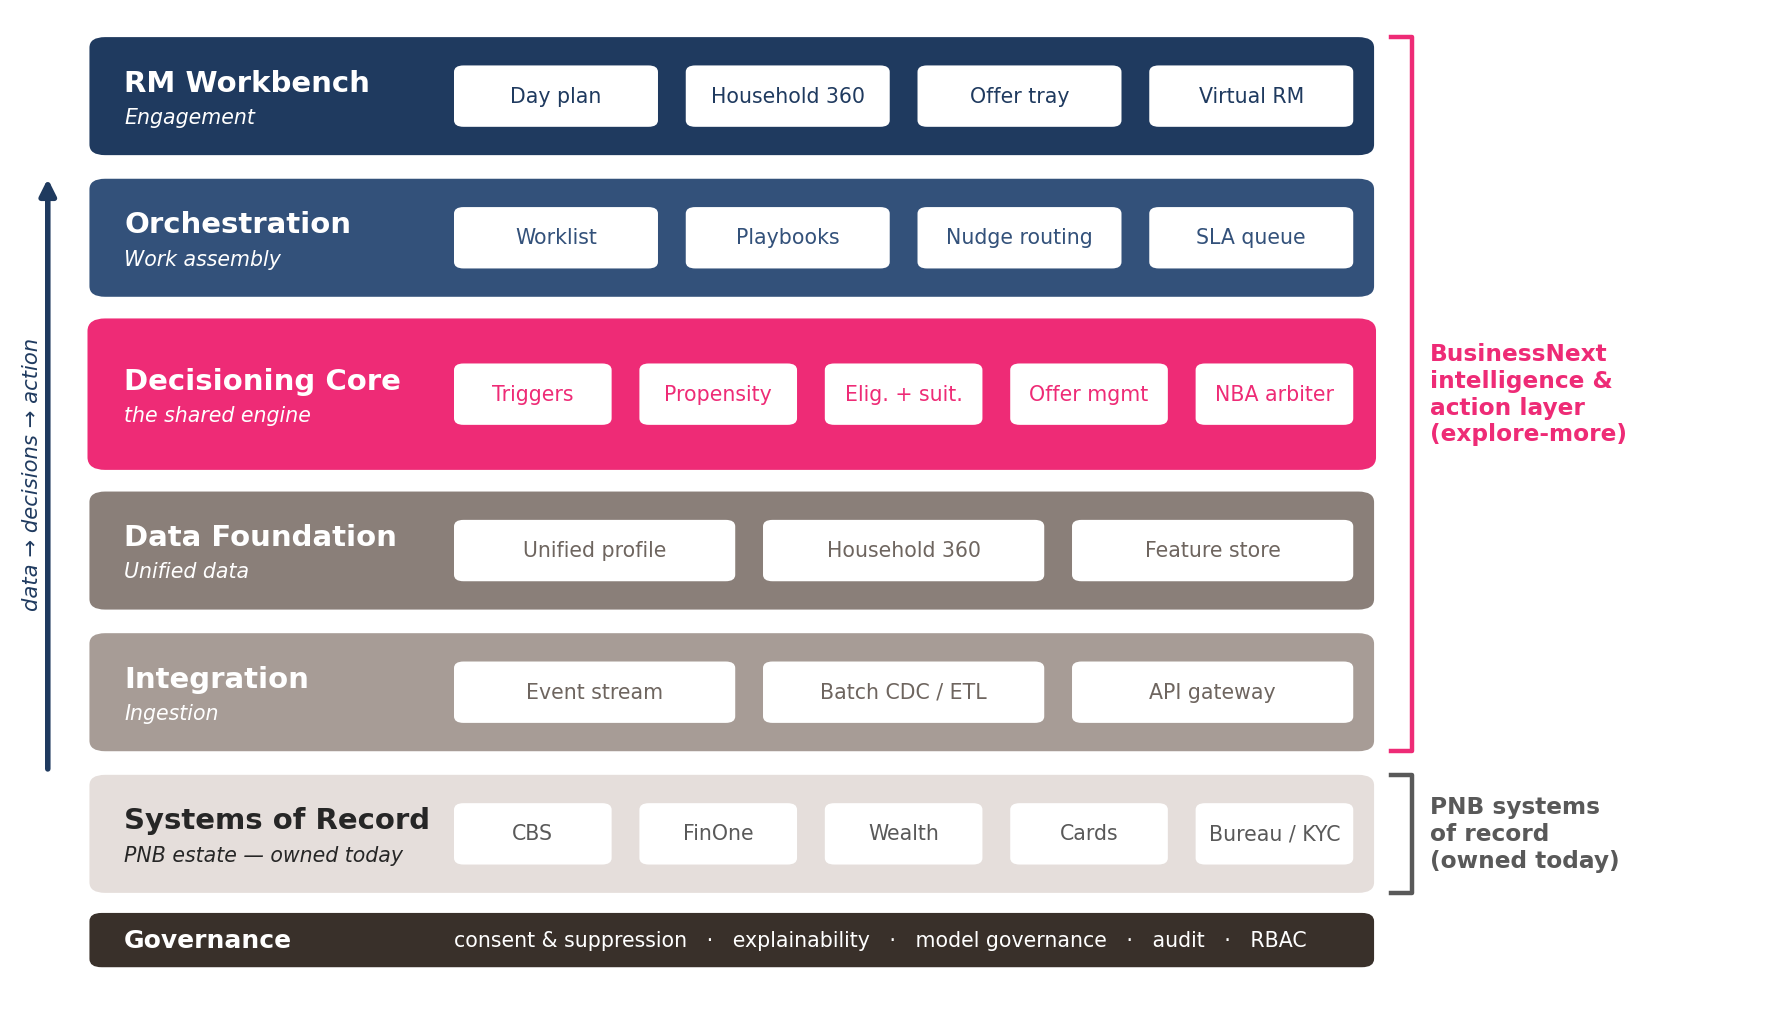 RM Workbench
Engagement
Day plan
Household 360
Offer tray
Virtual RM
Orchestration
Work assembly
Worklist
Playbooks
Nudge routing
SLA queue
Decisioning Core
the shared engine
Triggers
Propensity
Elig. + suit.
Offer mgmt
NBA arbiter
Data Foundation
Unified data
Unified profile
Household 360
Feature store
Integration
Ingestion
Event stream
Batch CDC / ETL
API gateway
Systems of Record
PNB estate — owned today
CBS
FinOne
Wealth
Cards
Bureau / KYC
Governance
consent & suppression · explainability · model governance · audit · RBAC
data → decisions → action
BusinessNext
intelligence &
action layer
(explore-more)
PNB systems
of record
(owned today)